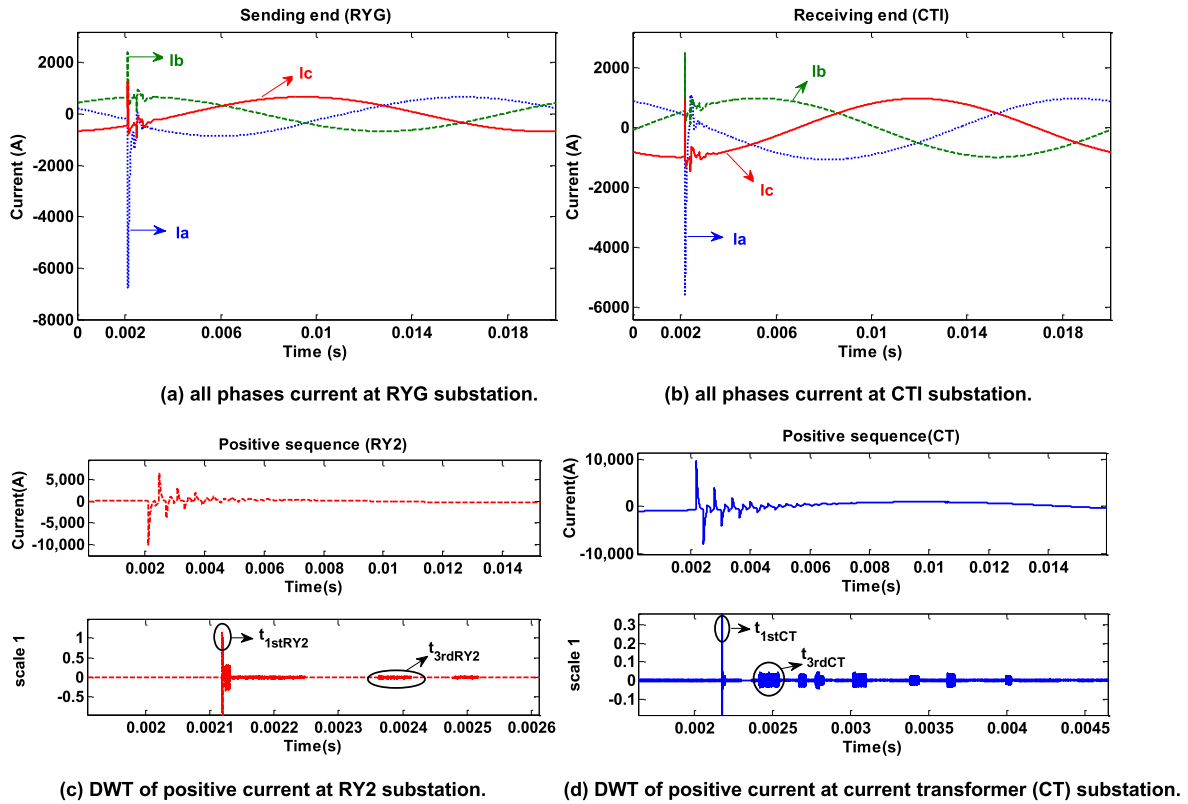 Sending end (RYG)
Current (A)
2000
0
-2000
-4000
-6000
-8000
Ib
Ic
Ia
0 0.002 0.006 0.01 0.014 0.018
Time (s)
(a) all phases current at RYG substation.
Receiving end (CTI)
Current (A)
2000
0
-2000
-4000
-6000
Ib
Ic
Ia
0 0.002 0.006 0.01 0.014 0.018
Time (s)
(b) all phases current at CTI substation.
Positive sequence (RY2)
Current(A)
5,000
0
-5,000
-10,000
0.002 0.004 0.006 0.008 0.01 0.012 0.014
Time(s)
scale 1
1
0.5
0
-0.5
t1stRY2
t3rdRY2
0.002 0.0021 0.0022 0.0023 0.0024 0.0025 0.0026
Time(s)
(c) DWT of positive current at RY2 substation.
Positive sequence(CT)
Current(A)
10,000
0
-10,000
0.002 0.004 0.006 0.008 0.01 0.012 0.014
Time(s)
scale 1
0.3
0.2
0.1
0
-0.1
t1stCT
t3rdCT
0.002 0.0025 0.003 0.0035 0.004 0.0045
Time(s)
(d) DWT of positive current at current transformer (CT) substation.